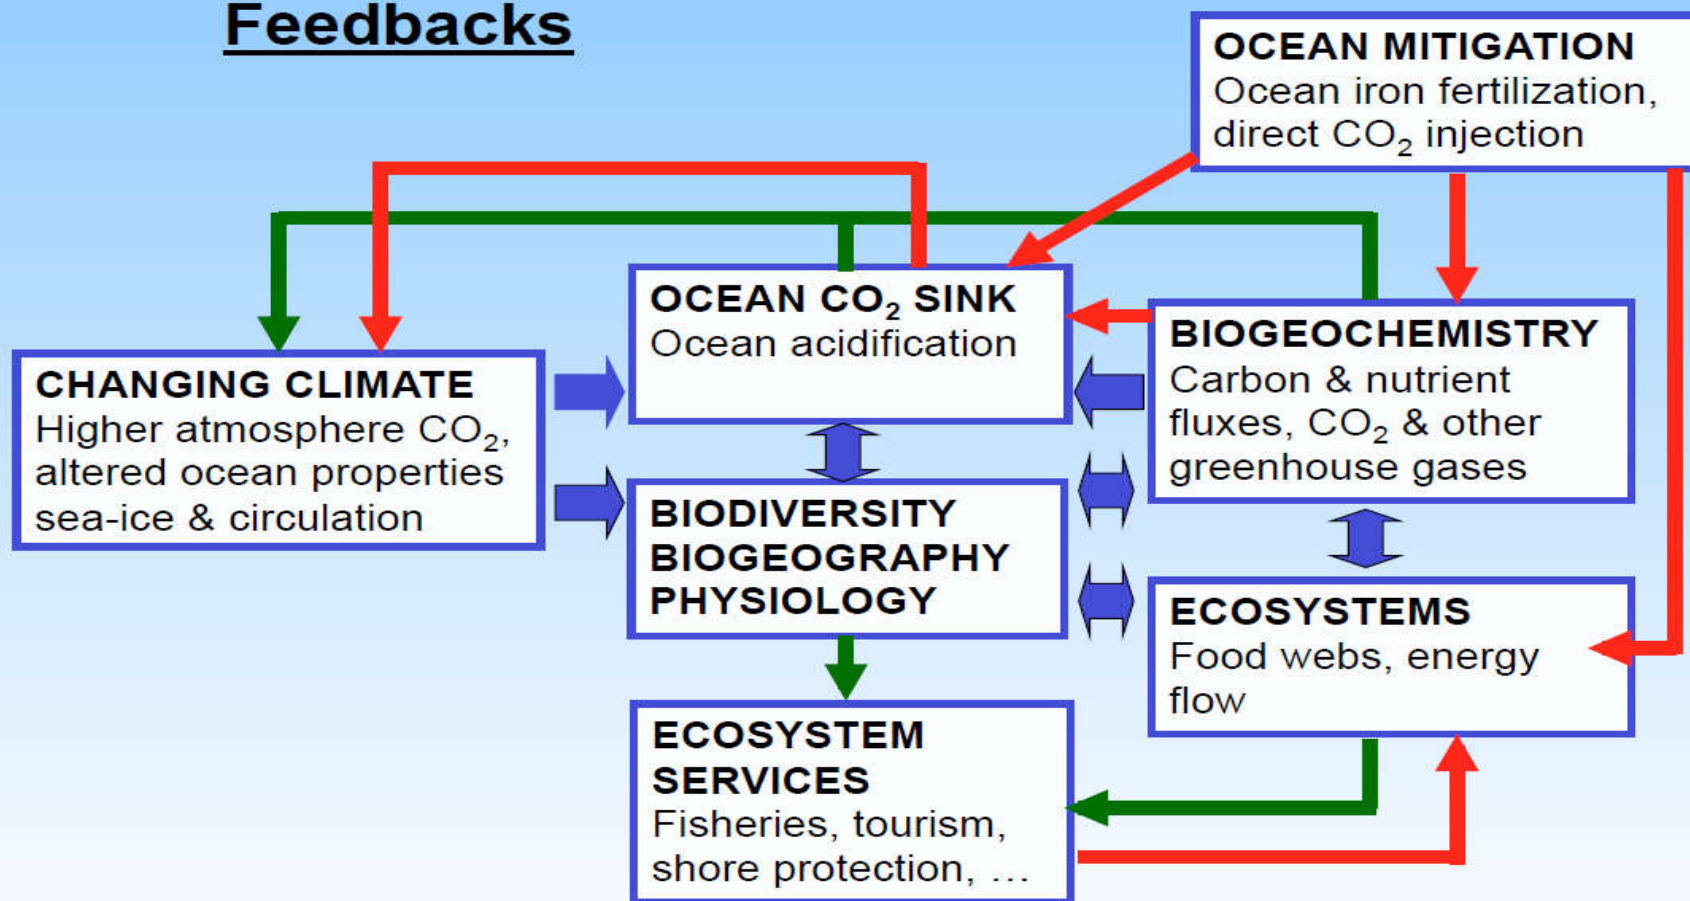 Feedbacks
OCEAN MITIGATION
Ocean iron fertilization,
direct CO₂ injection
OCEAN CO₂ SINK
Ocean acidification
BIOGEOCHEMISTRY
Carbon & nutrient
fluxes, CO₂ & other
greenhouse gases
CHANGING CLIMATE
Higher atmosphere CO₂,
altered ocean properties
sea-ice & circulation
BIODIVERSITY
BIOGEOGRAPHY
PHYSIOLOGY
ECOSYSTEMS
Food webs, energy
flow
ECOSYSTEM
SERVICES
Fisheries, tourism,
shore protection, ...